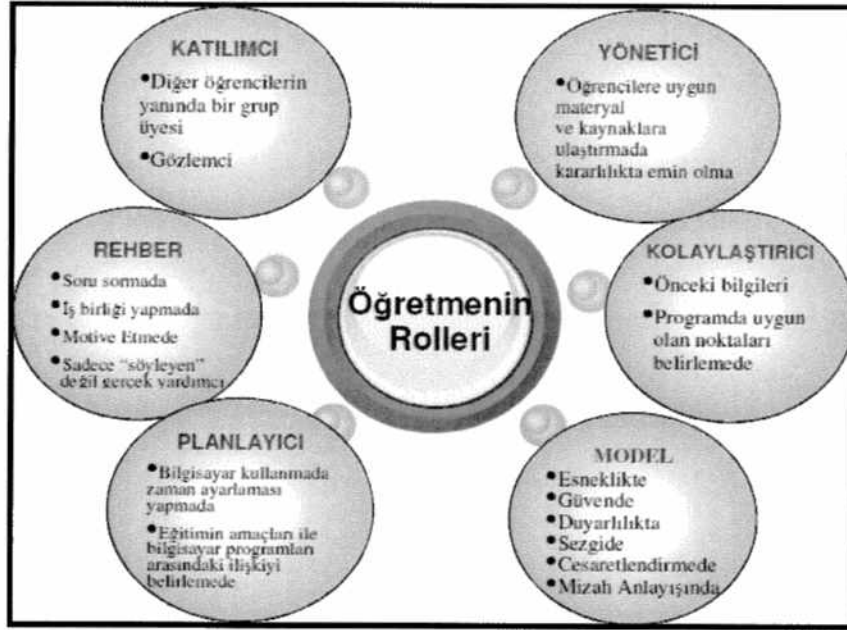 KATILIMCI
•Diğer öğrencilerin
yanında bir grup
üyesi
•Gözlemci
YÖNETİCİ
•Öğrencilere uygun
materyal
ve kaynaklara
ulaştırmada
kararlılıkta emin olma
REHBER
•Soru sormada
•İş birliği yapmada
•Motive Etmede
•Sadece "söyleyen"
değil gerçek yardımcı
Öğretmenin
Rolleri
KOLAYLAŞTIRICI
•Önceki bilgileri
•Programda uygun
olan noktaları
belirlemede
PLANLAYICI
•Bilgisayar kullanmada
zaman ayarlaması
yapmada
•Eğitimin amaçları ile
bilgisayar programları
arasındaki ilişkiyi
belirlemede
MODEL
•Esneklikte
•Güvende
•Duyarlılıkta
•Sezgide
•Cesaretlendirmede
•Mizah Anlayışında